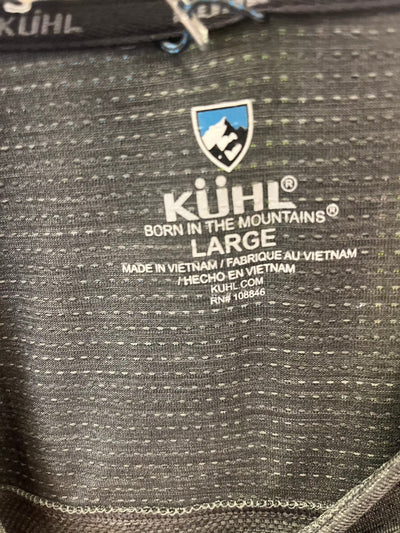 KÜHL
KÜHL®
BORN IN THE MOUNTAINS®
LARGE
MADE IN VIETNAM / FABRIQUE AU VIETNAM
/ HECHO EN VIETNAM
KUHL.COM
RN# 108846